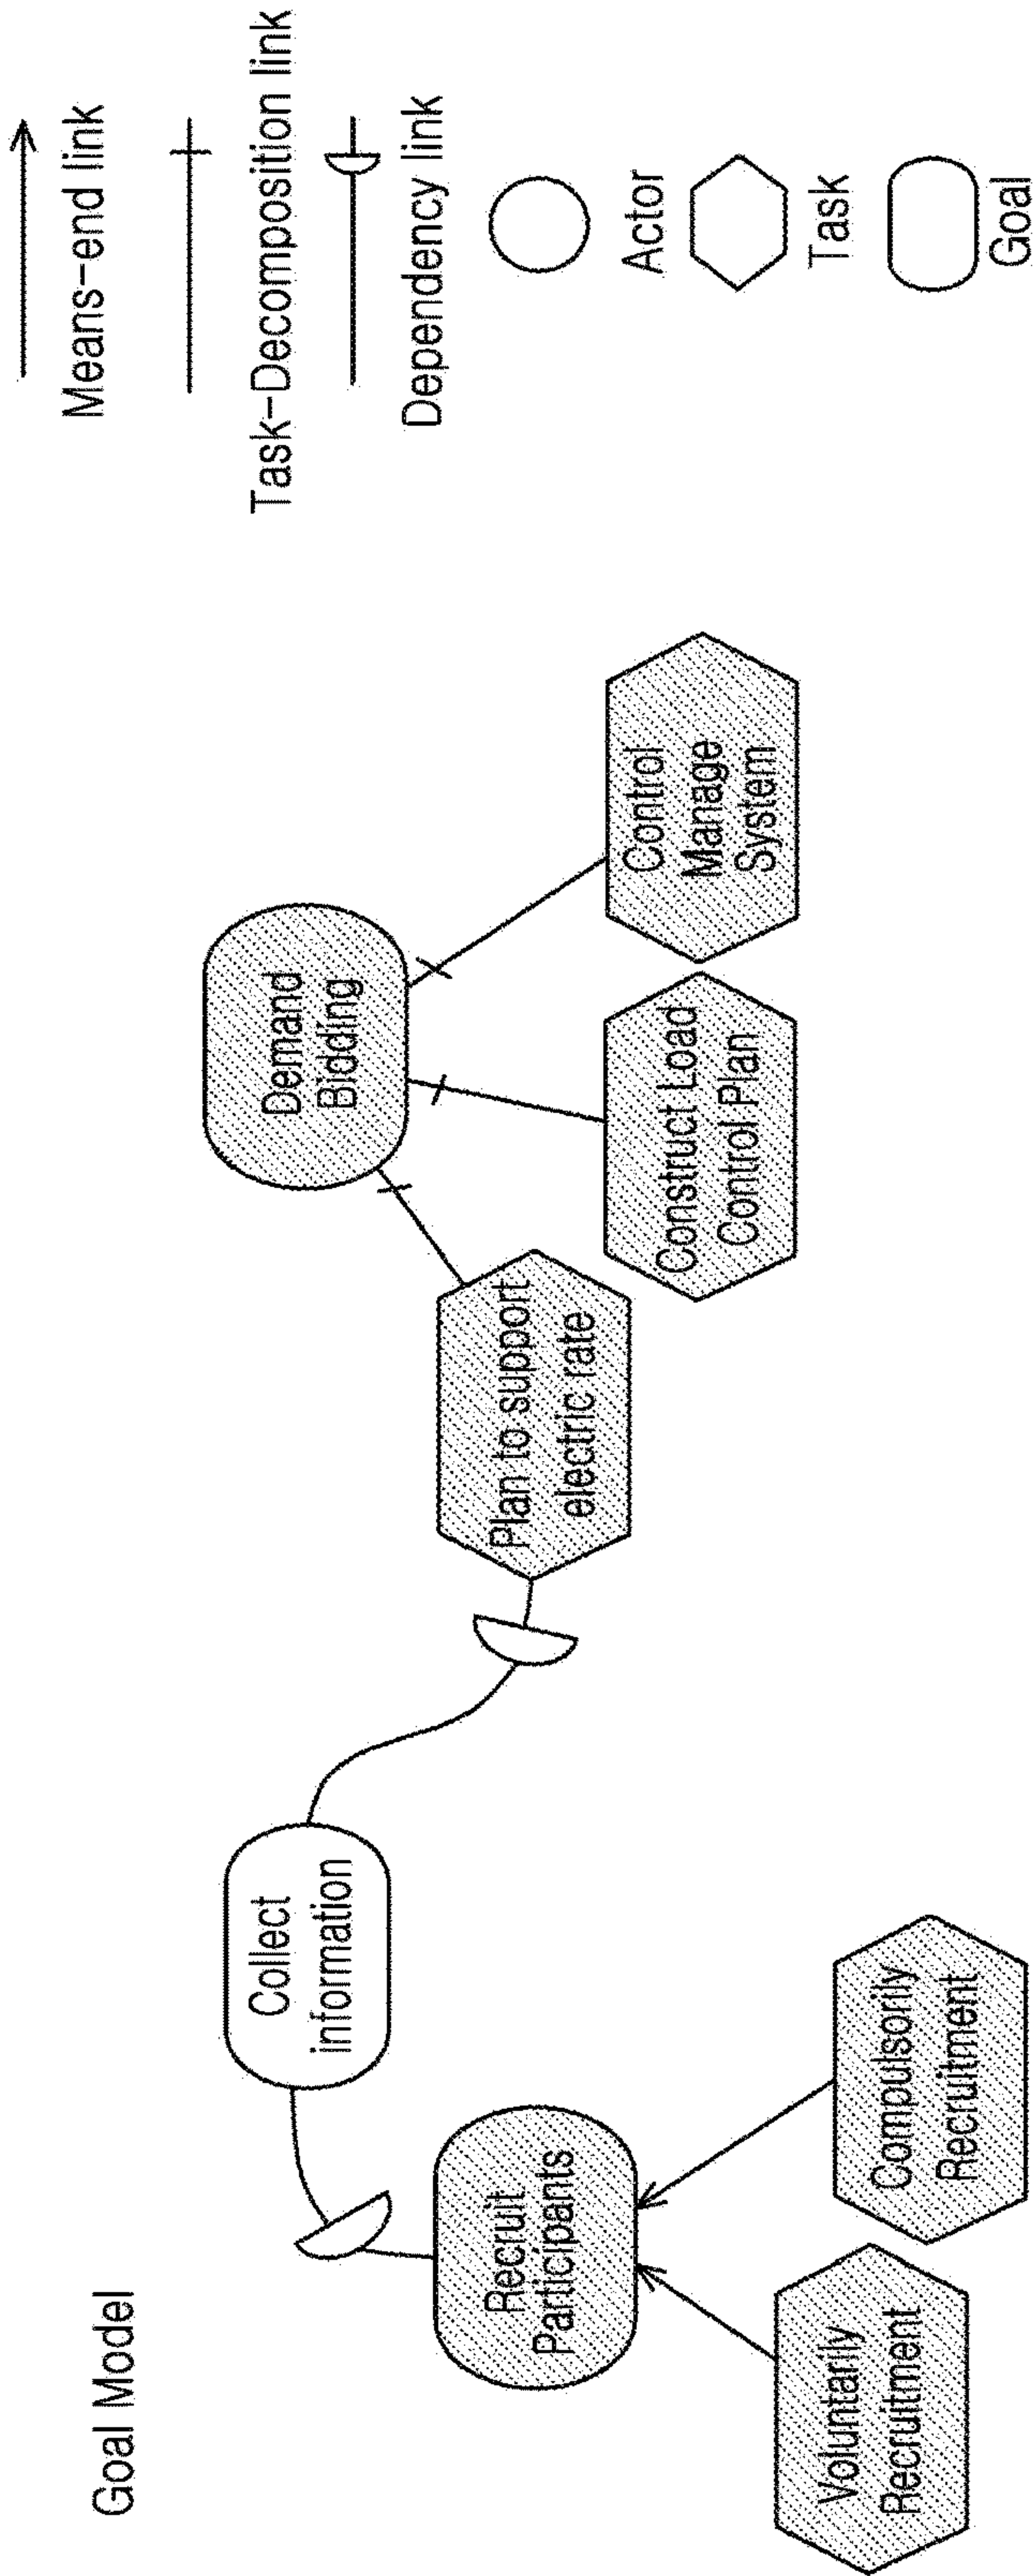 Goal Model
Collect
information
Recruit
Participants
Voluntarily
Recruitment
Compulsorily
Recruitment
Demand
Bidding
Plan to support
electric rate
Construct Load
Control Plan
Control
Manage
System
Means-end link
Task-Decomposition link
Dependency link
Actor
Task
Goal